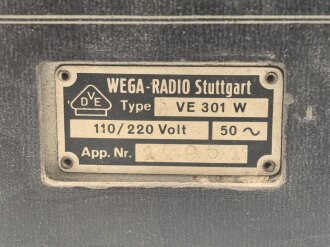 WEGA-RADIO Stuttgart
VDE
Type VE 301 W
110/220 Volt 50 ~
App. Nr.